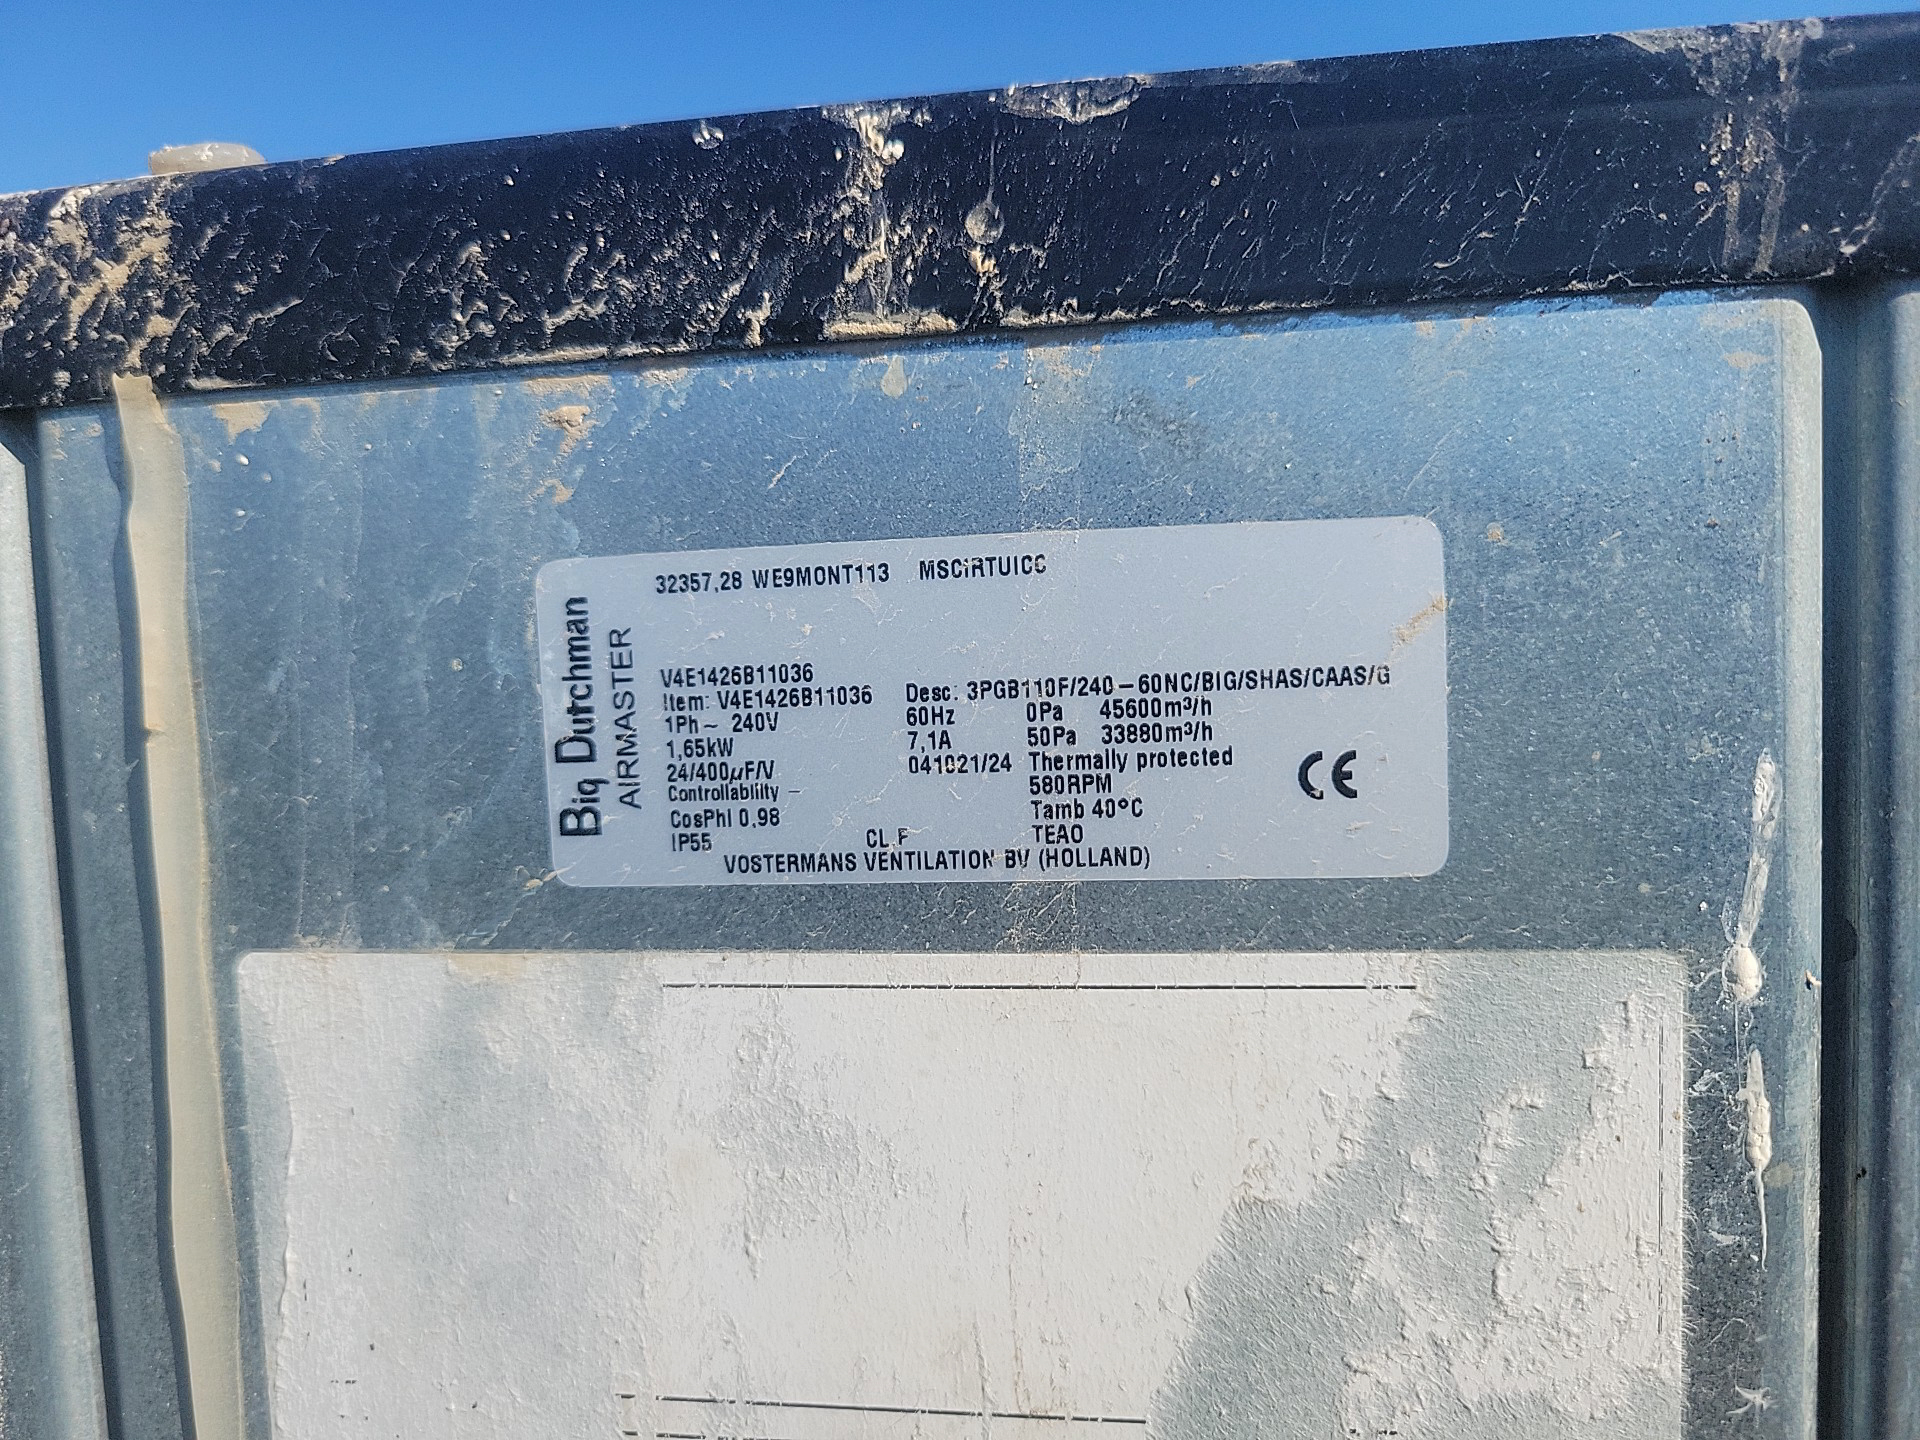 32357,28 WE9MONT113 MSCIRTUICC
Big Dutchman
AIRMASTER
V4E1426B11036
Item: V4E1426B11036 Desc: 3PGB110F/240-60NC/BIG/SHAS/CAAS/G
1Ph~ 240V 60Hz 0Pa 45600m³/h
1,65kW 7,1A 50Pa 33880m³/h
24/400µF/V 041021/24 Thermally protected
Controllability - 580RPM
CosPhi 0,98 Tamb 40°C
IP55 CL F TEAO
VOSTERMANS VENTILATION BV (HOLLAND)
CE